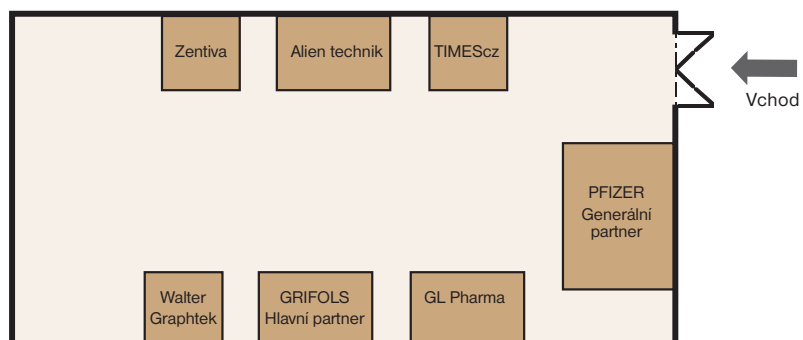 Zentiva
Alien technik
TIMEScz
Vchod
PFIZER
Generální
partner
Walter
Graphtek
GRIFOLS
Hlavní partner
GL Pharma